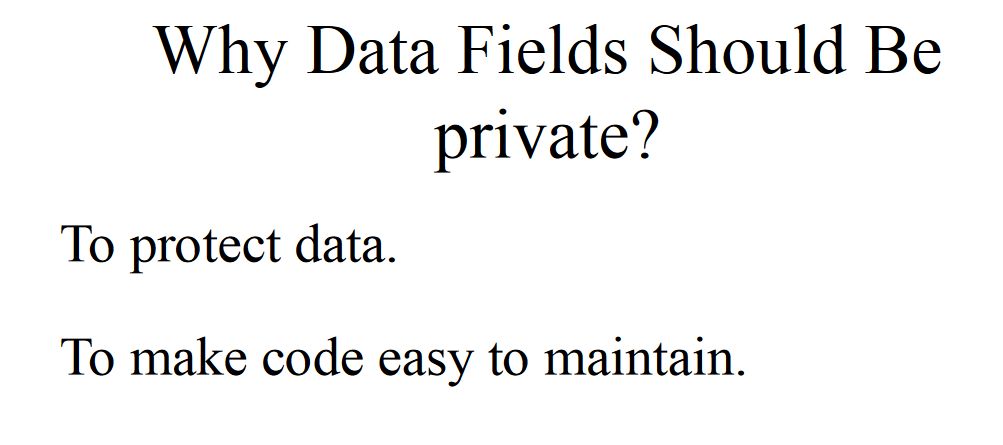 Why Data Fields Should Be
private?
To protect data.
To make code easy to maintain.